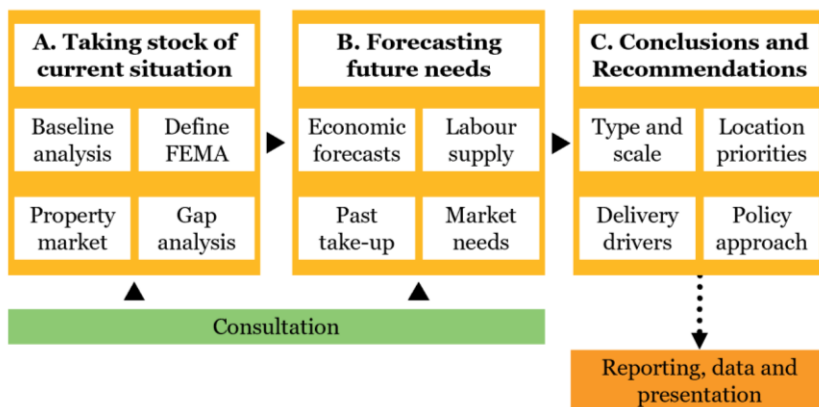 A. Taking stock of
current situation
Baseline
analysis
Define
FEMA
Property
market
Gap
analysis
B. Forecasting
future needs
Economic
forecasts
Labour
supply
Past
take-up
Market
needs
C. Conclusions and
Recommendations
Type and
scale
Location
priorities
Delivery
drivers
Policy
approach
Consultation
Reporting, data and
presentation